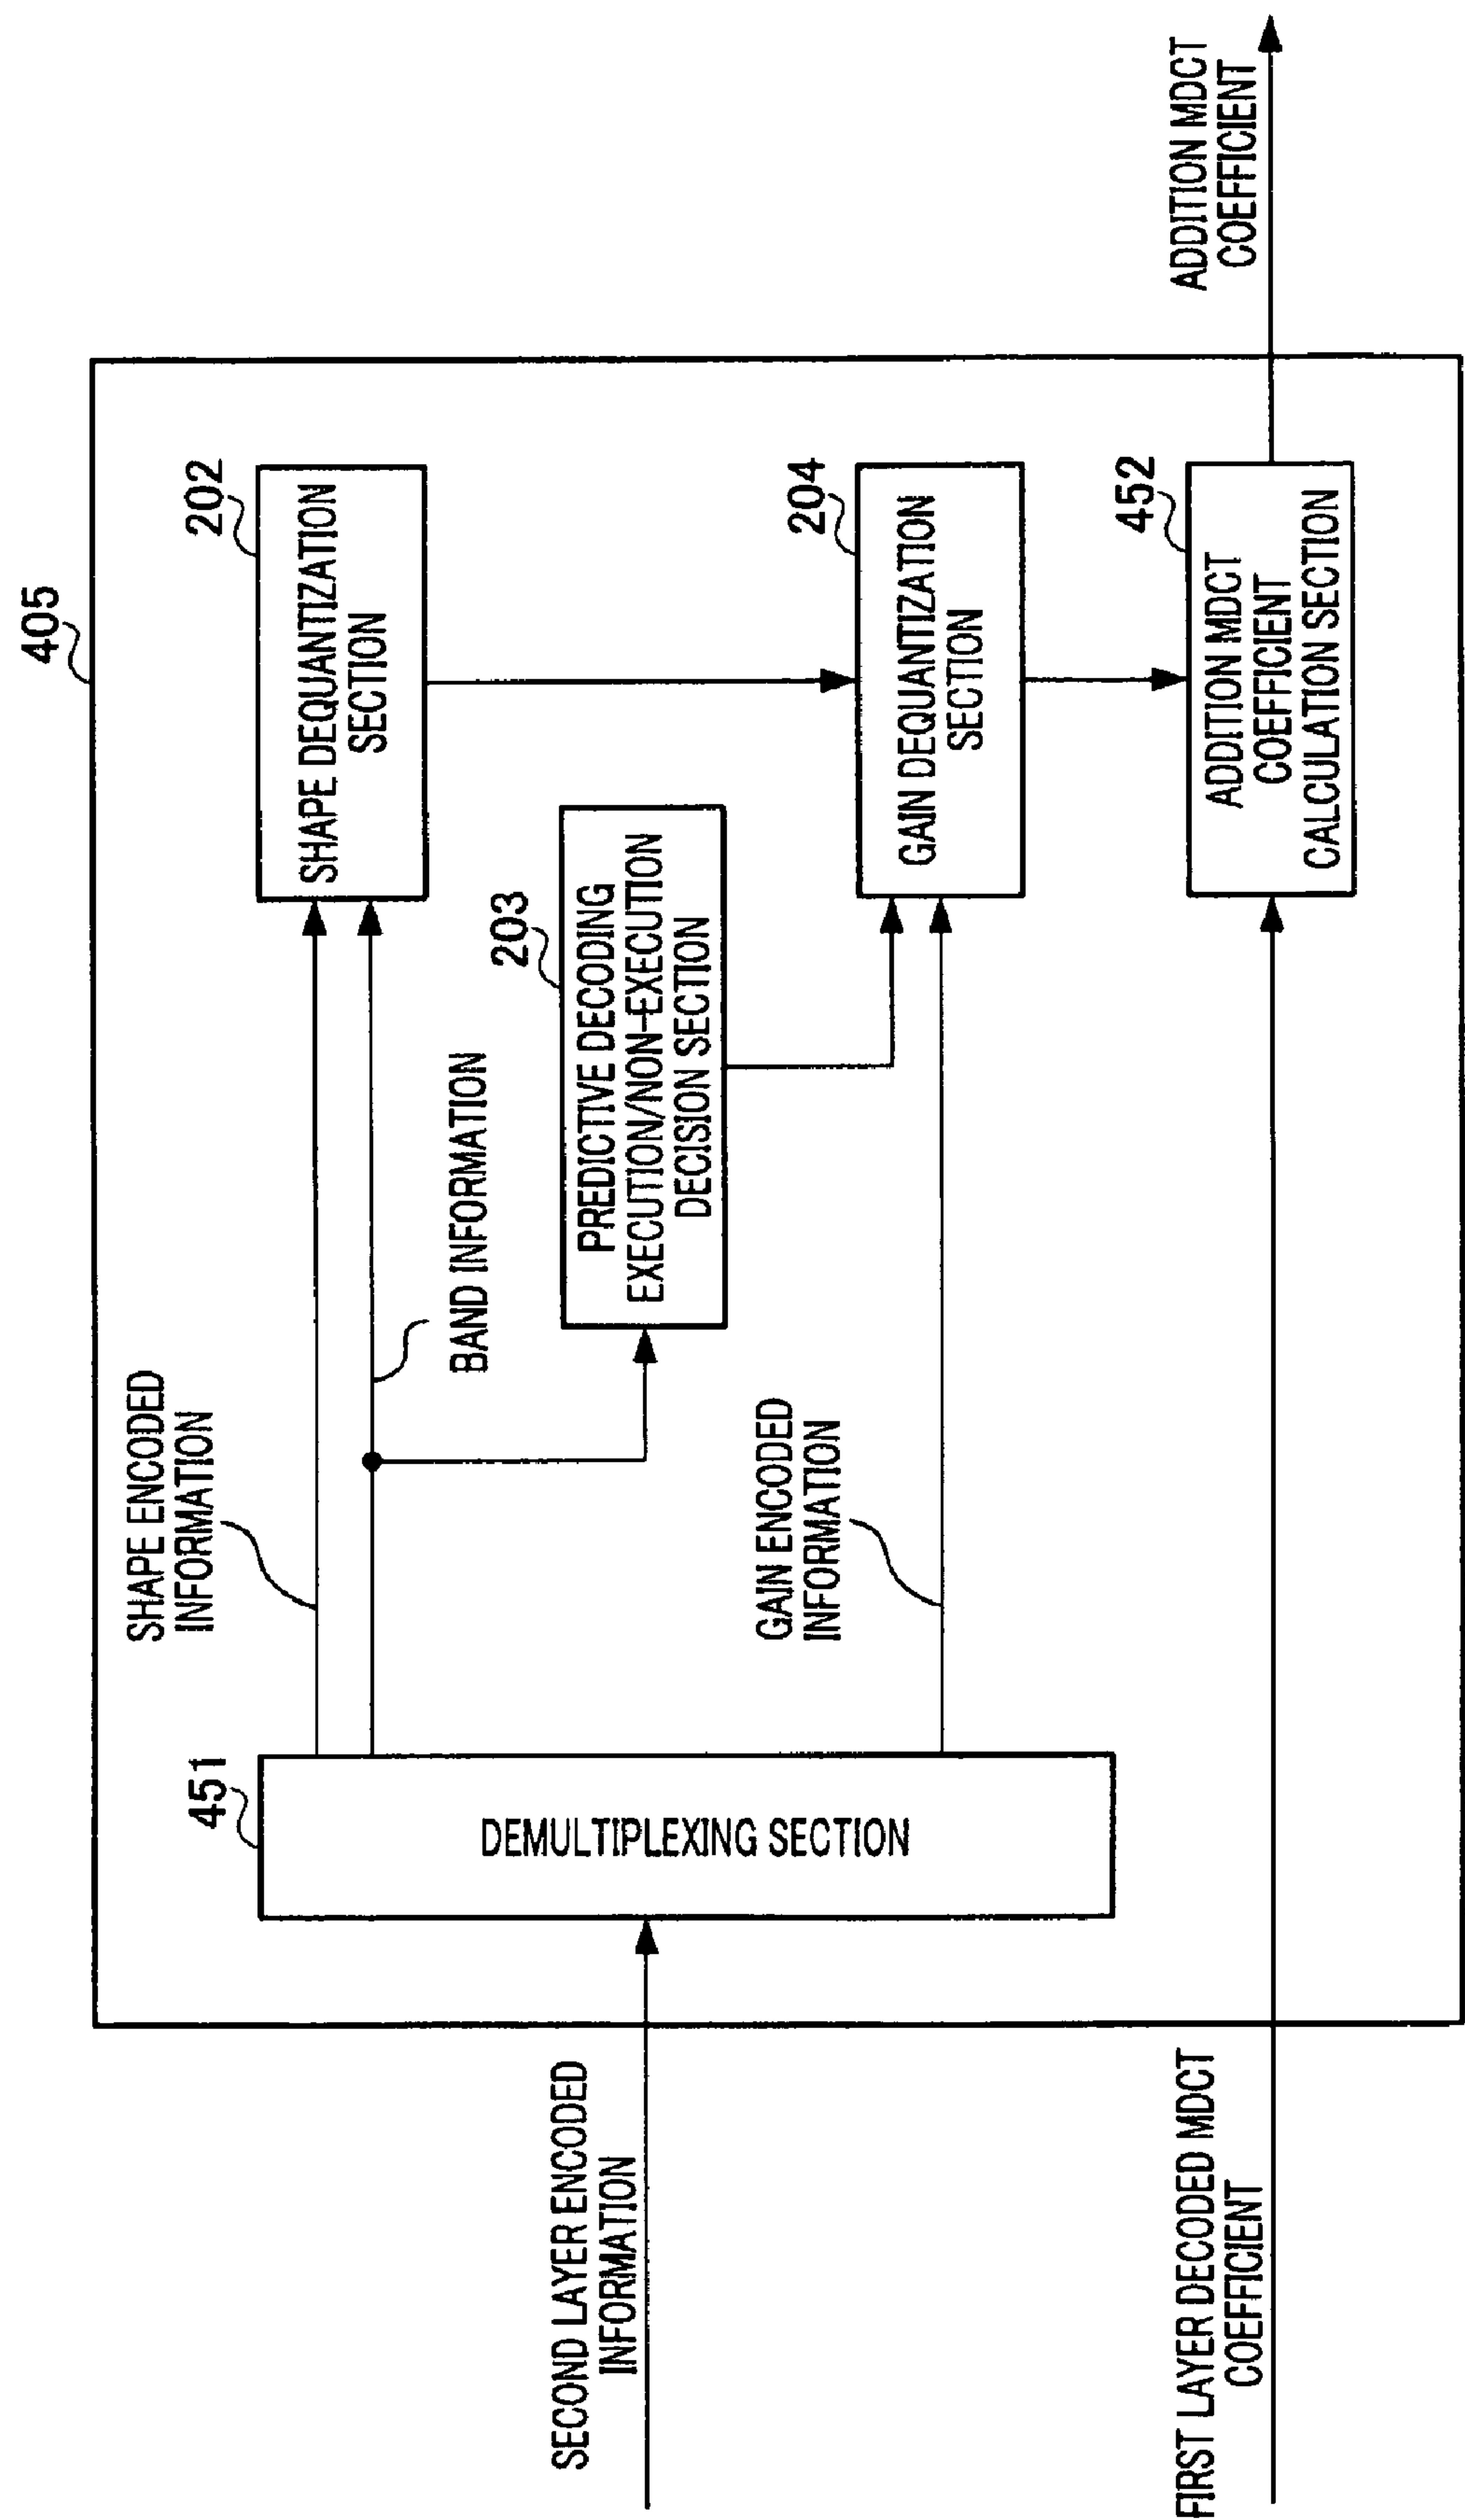 405
SECOND LAYER ENCODED
INFORMATION
451
DEMULTIPLEXING SECTION
SHAPE ENCODED
INFORMATION
BAND INFORMATION
202
SHAPE DEQUANTIZATION
SECTION
203
PREDICTIVE DECODING
EXECUTION/NON-EXECUTION
DECISION SECTION
GAIN ENCODED
INFORMATION
204
GAIN DEQUANTIZATION
SECTION
FIRST LAYER DECODED MDCT
COEFFICIENT
452
ADDITION MDCT
COEFFICIENT
CALCULATION SECTION
ADDITION MDCT
COEFFICIENT